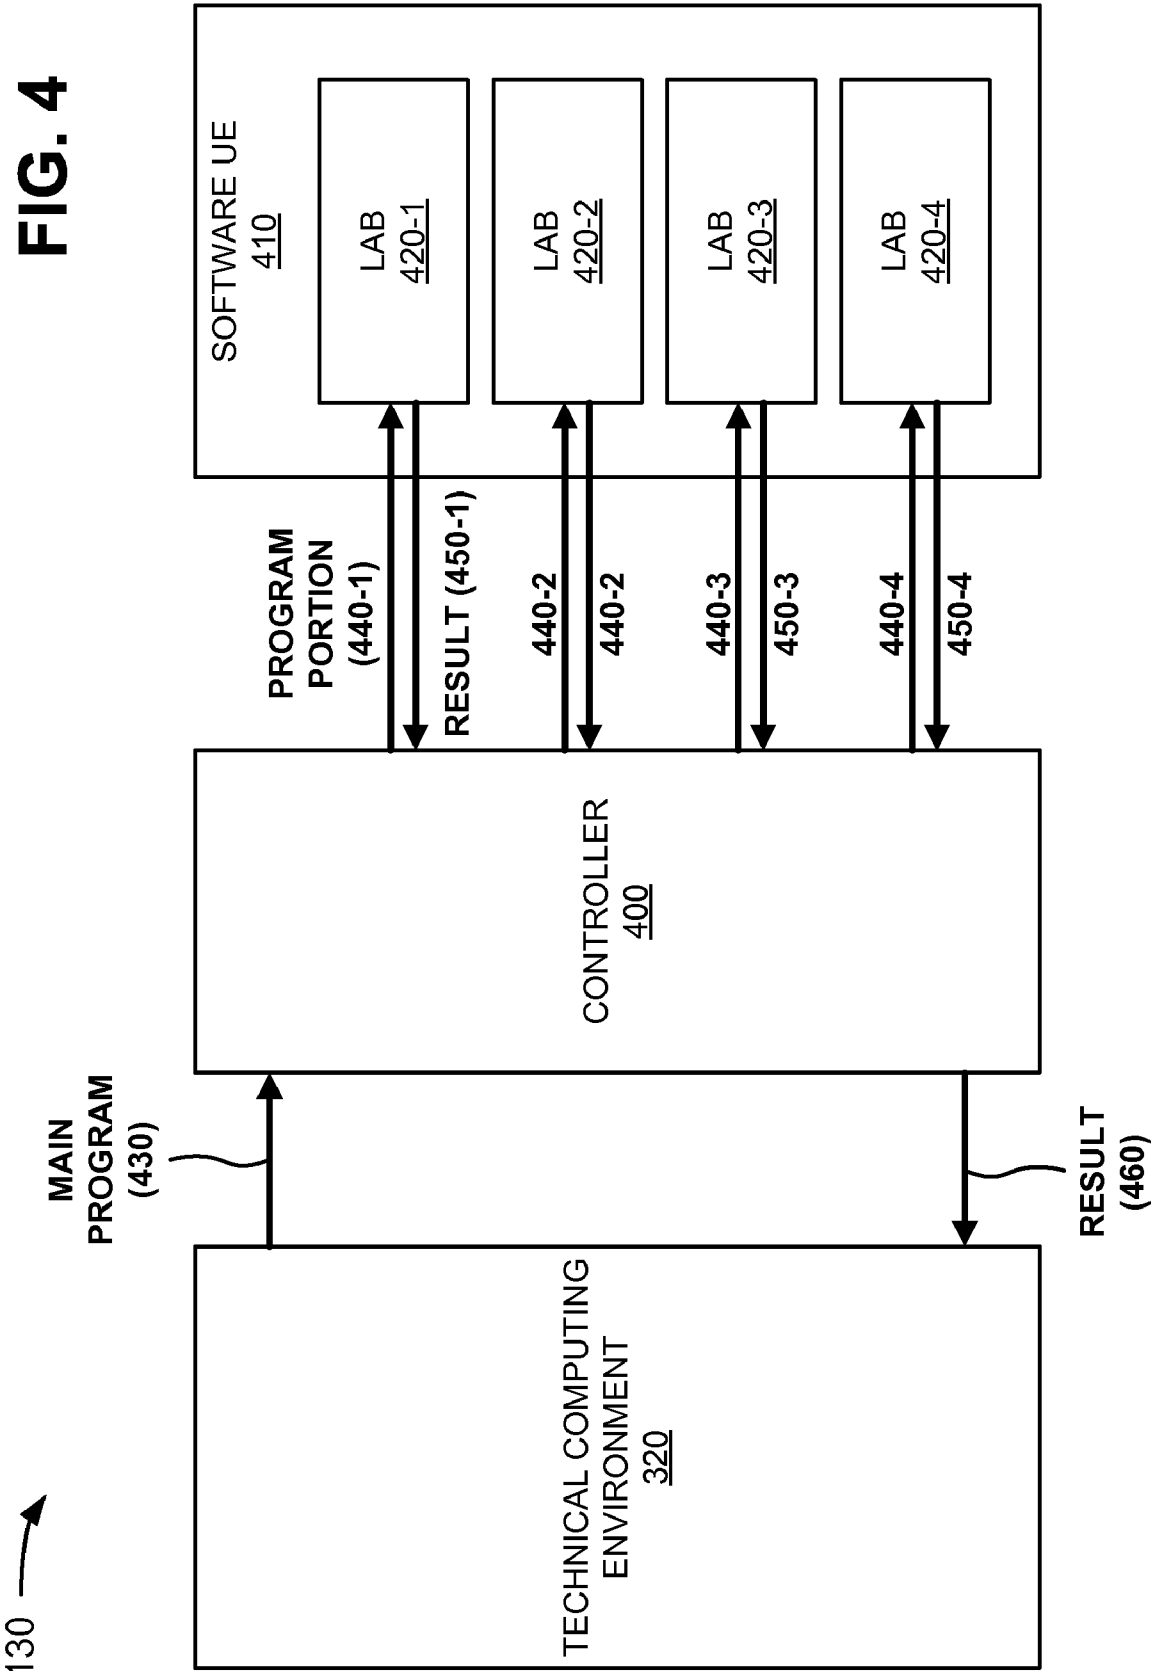 FIG. 4
130
MAIN
PROGRAM
(430)
PROGRAM
PORTION
(440-1)
RESULT (450-1)
440-2
440-2
440-3
450-3
440-4
450-4
SOFTWARE UE
410
LAB
420-1
LAB
420-2
LAB
420-3
LAB
420-4
TECHNICAL COMPUTING
ENVIRONMENT
320
CONTROLLER
400
RESULT
(460)